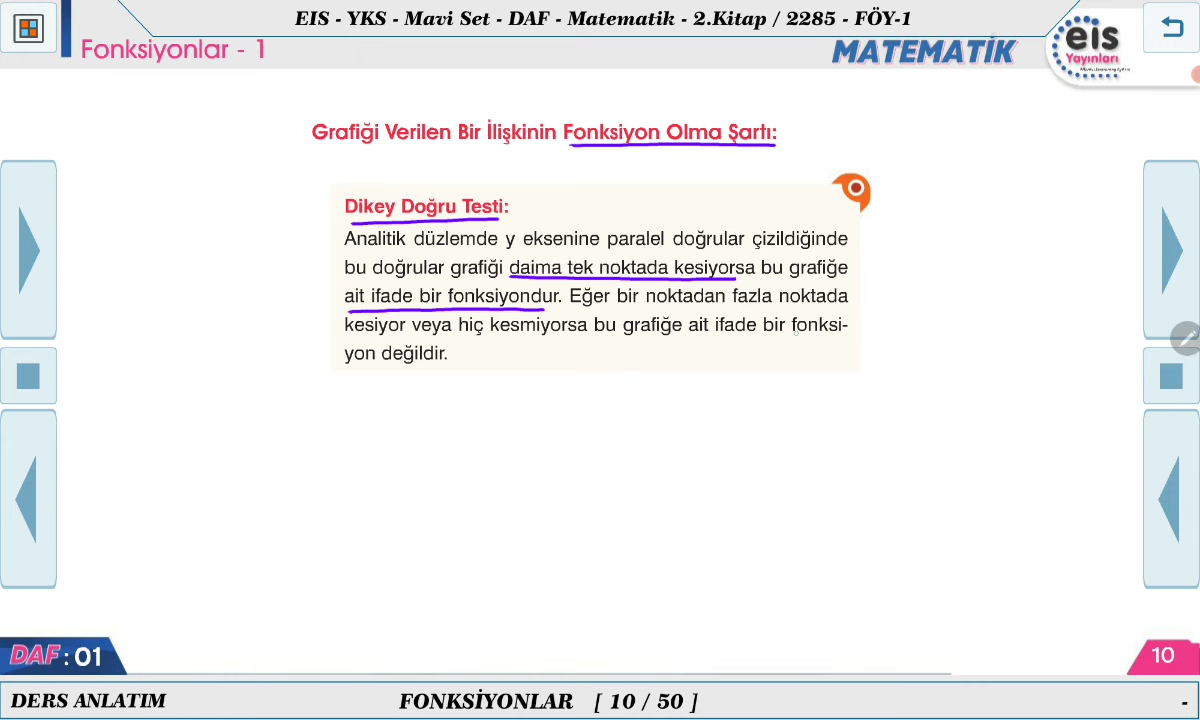 EIS - YKS - Mavi Set - DAF - Matematik - 2.Kitap / 2285 - FÖY-1
Fonksiyonlar - 1
MATEMATİK
eis
Yayınları
Grafiği Verilen Bir İlişkinin Fonksiyon Olma Şartı:
Dikey Doğru Testi:
Analitik düzlemde y eksenine paralel doğrular çizildiğinde
bu doğrular grafiği daima tek noktada kesiyorsa bu grafiğe
ait ifade bir fonksiyondur. Eğer bir noktadan fazla noktada
kesiyor veya hiç kesmiyorsa bu grafiğe ait ifade bir fonksi-
yon değildir.
DAF : 01
10
DERS ANLATIM
FONKSİYONLAR [ 10 / 50 ]
-